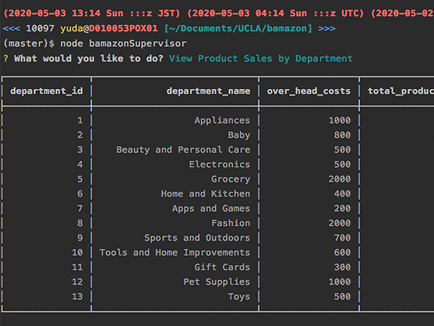 (2020-05-03 13:14 Sun :::z JST) (2020-05-03 04:14 Sun :::z UTC) (2020-05-02
<<< 10097 yuda@D010053POX01 [~/Documents/UCLA/bamazon] >>>
(master)$ node bamazonSupervisor
? What would you like to do? View Product Sales by Department
department_id department_name over_head_costs total_produc
1 Appliances 1000
2 Baby 800
3 Beauty and Personal Care 500
4 Electronics 500
5 Grocery 2000
6 Home and Kitchen 400
7 Apps and Games 200
8 Fashion 2000
9 Sports and Outdoors 700
10 Tools and Home Improvements 600
11 Gift Cards 300
12 Pet Supplies 1000
13 Toys 500